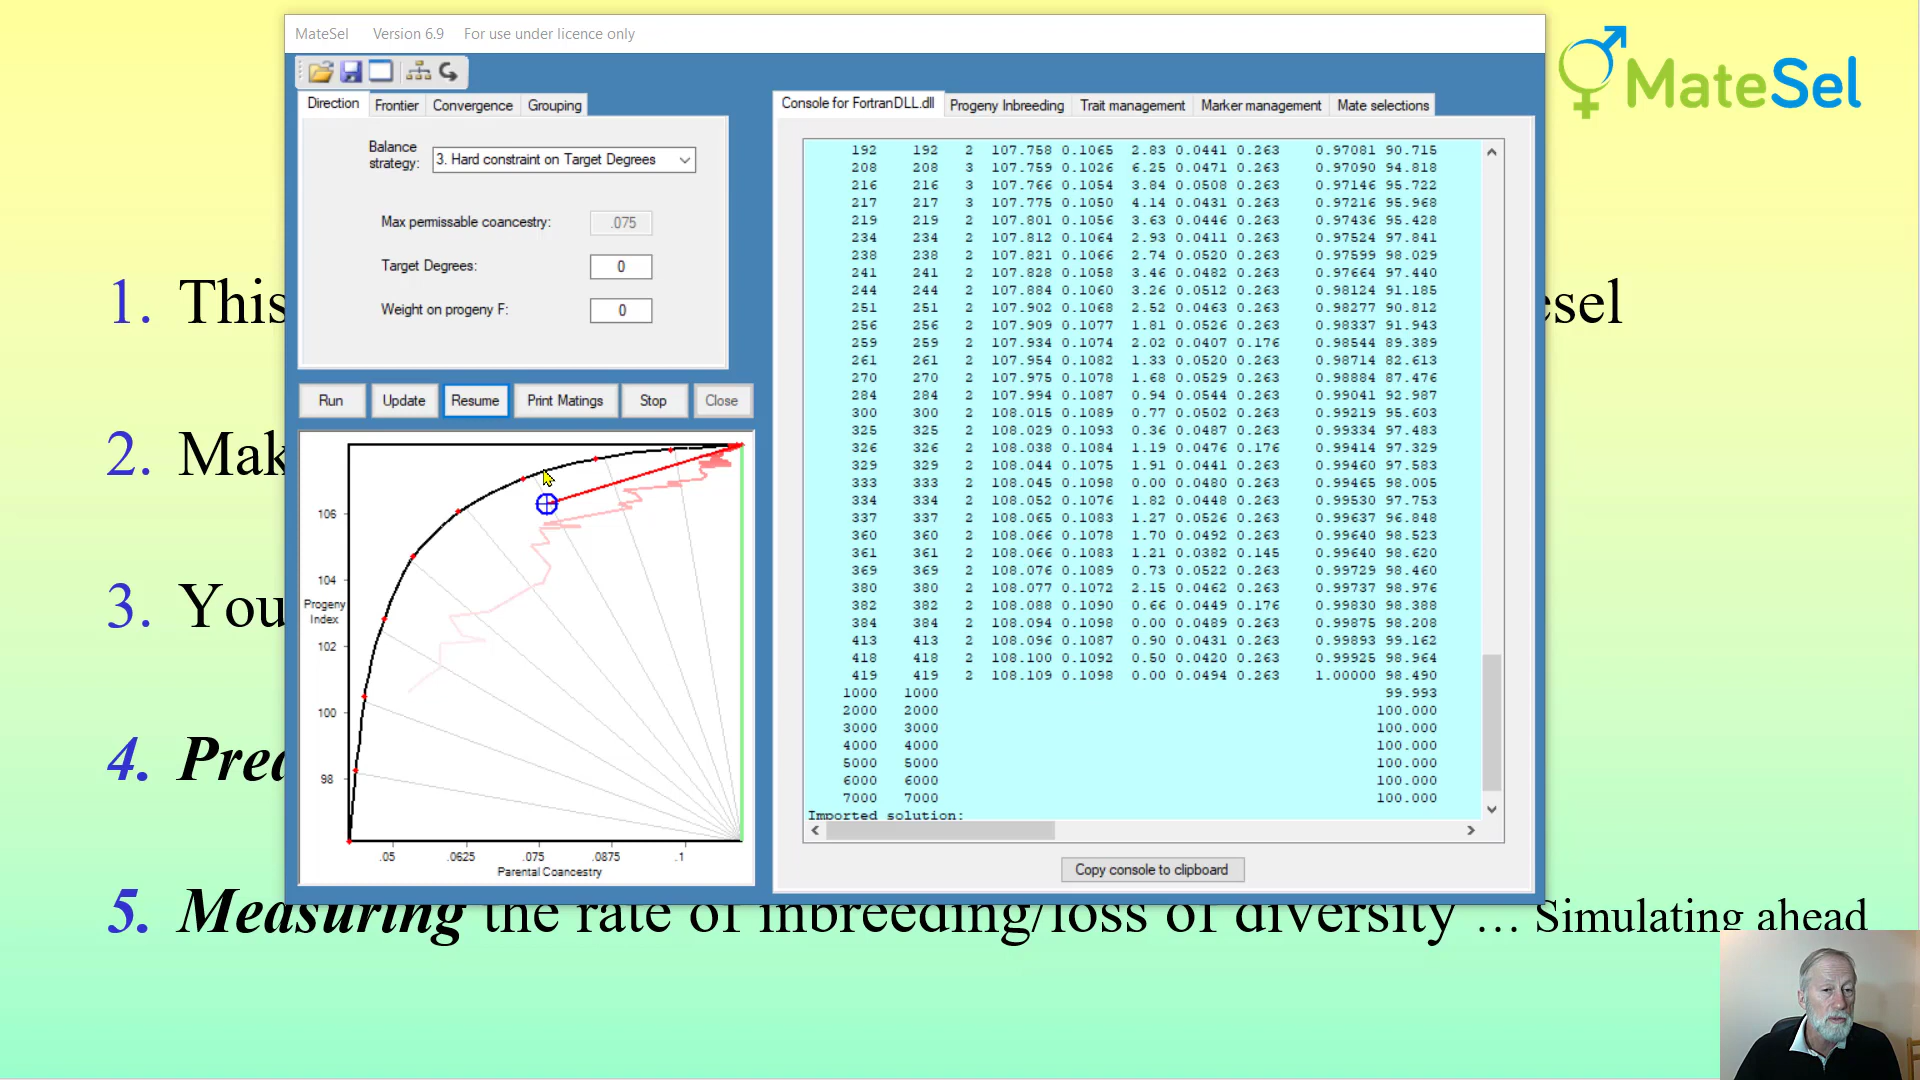 MateSel Version 6.9 For use under licence only
MateSel
Direction Frontier Convergence Grouping
Balance strategy: 3. Hard constraint on Target Degrees
Max permissable coancestry: .075
Target Degrees: 0
Weight on progeny F: 0
Run Update Resume Print Matings Stop Close
106
104
Progeny
Index
102
100
98
.05 .0625 .075 .0875 .1
Parental Coancestry
Console for FortranDLL.dll Progeny Inbreeding Trait management Marker management Mate selections
192 192 2 107.758 0.1065 2.83 0.0441 0.263 0.97081 90.715
208 208 3 107.759 0.1026 6.25 0.0471 0.263 0.97090 94.818
216 216 3 107.766 0.1054 3.84 0.0508 0.263 0.97146 95.722
217 217 3 107.775 0.1050 4.14 0.0431 0.263 0.97216 95.968
219 219 2 107.801 0.1056 3.63 0.0446 0.263 0.97436 95.428
234 234 2 107.812 0.1064 2.93 0.0411 0.263 0.97524 97.841
238 238 2 107.821 0.1066 2.74 0.0520 0.263 0.97599 98.029
241 241 2 107.828 0.1058 3.46 0.0482 0.263 0.97664 97.440
244 244 2 107.884 0.1060 3.26 0.0512 0.263 0.98124 91.185
251 251 2 107.902 0.1068 2.52 0.0463 0.263 0.98277 90.812
256 256 2 107.909 0.1077 1.81 0.0526 0.263 0.98337 91.943
259 259 2 107.934 0.1074 2.02 0.0407 0.176 0.98544 89.389
261 261 2 107.954 0.1082 1.33 0.0520 0.263 0.98714 82.613
270 270 2 107.975 0.1078 1.68 0.0529 0.263 0.98884 87.476
284 284 2 107.994 0.1087 0.94 0.0544 0.263 0.99041 92.987
300 300 2 108.015 0.1089 0.77 0.0502 0.263 0.99219 95.603
325 325 2 108.029 0.1093 0.36 0.0487 0.263 0.99334 97.483
326 326 2 108.038 0.1084 1.19 0.0476 0.176 0.99414 97.329
329 329 2 108.044 0.1075 1.91 0.0441 0.263 0.99460 97.583
333 333 2 108.045 0.1098 0.00 0.0480 0.263 0.99465 98.005
334 334 2 108.052 0.1076 1.82 0.0448 0.263 0.99530 97.753
337 337 2 108.065 0.1083 1.27 0.0526 0.263 0.99637 96.848
360 360 2 108.066 0.1078 1.70 0.0492 0.263 0.99640 98.523
361 361 2 108.066 0.1083 1.21 0.0382 0.145 0.99640 98.620
369 369 2 108.076 0.1089 0.73 0.0522 0.263 0.99729 98.460
380 380 2 108.077 0.1072 2.15 0.0462 0.263 0.99737 98.976
382 382 2 108.088 0.1090 0.66 0.0449 0.176 0.99830 98.388
384 384 2 108.094 0.1098 0.00 0.0489 0.263 0.99875 98.208
413 413 2 108.096 0.1087 0.90 0.0431 0.263 0.99893 99.162
418 418 2 108.100 0.1092 0.50 0.0420 0.263 0.99925 98.964
419 419 2 108.109 0.1098 0.00 0.0494 0.263 1.00000 98.490
1000 1000 99.993
2000 2000 100.000
3000 3000 100.000
4000 4000 100.000
5000 5000 100.000
6000 6000 100.000
7000 7000 100.000
Imported solution:
Copy console to clipboard
1. This esel
2. Mak
3. You
4. Pred
5. Measuring the rate of inbreeding/loss of diversity ... Simulating ahead